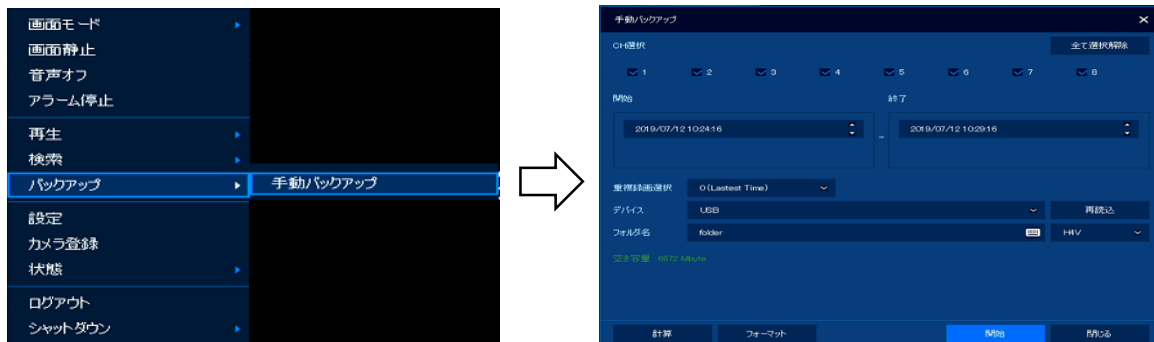 画面モード
画面静止
音声オフ
アラーム停止
再生
検索
バックアップ
手動バックアップ
設定
カメラ登録
状態
ログアウト
シャットダウン
手動バックアップ
CH選択
全て選択解除
1 2 3 4 5 6 7 8
開始 終了
2019/07/12 10:24:16 ~ 2019/07/12 10:29:16
重複録画選択 0 (Lastest Time)
デバイス USB 再読込
フォルダ名 folder H4V
空き容量 : 6672 Mbyte
計算 フォーマット 開始 閉じる